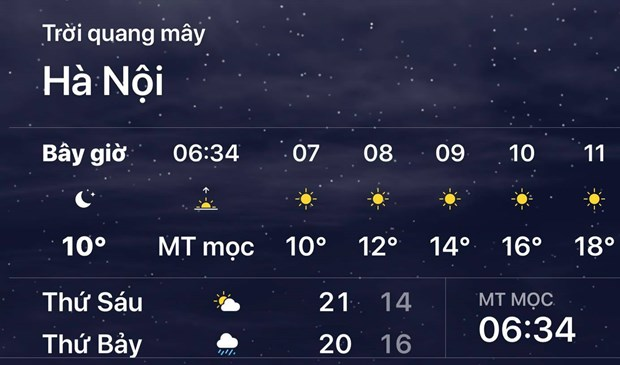 Trời quang mây
Hà Nội
Bây giờ 06:34 07 08 09 10 11
10° MT mọc 10° 12° 14° 16° 18°
Thứ Sáu 21 14
Thứ Bảy 20 16
MT MỌC
06:34